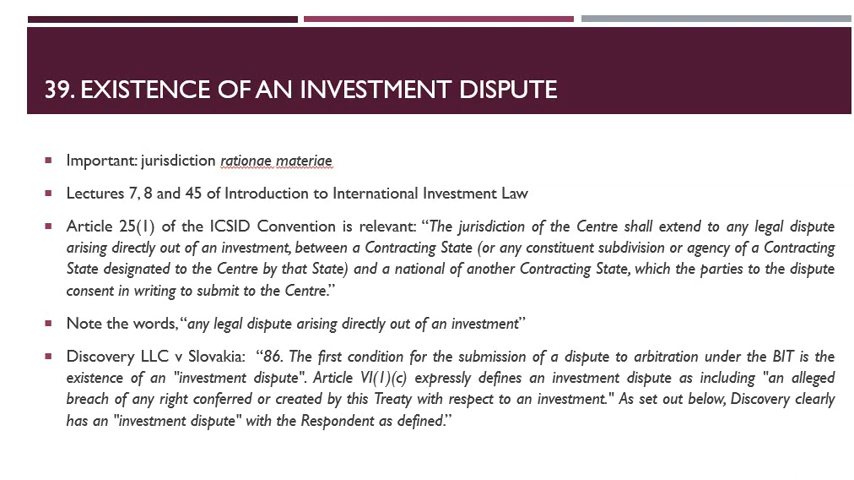 39. EXISTENCE OF AN INVESTMENT DISPUTE
Important: jurisdiction rationae materiae
Lectures 7, 8 and 45 of Introduction to International Investment Law
Article 25(1) of the ICSID Convention is relevant: “The jurisdiction of the Centre shall extend to any legal dispute
arising directly out of an investment, between a Contracting State (or any constituent subdivision or agency of a Contracting
State designated to the Centre by that State) and a national of another Contracting State, which the parties to the dispute
consent in writing to submit to the Centre.”
Note the words, “any legal dispute arising directly out of an investment”
Discovery LLC v Slovakia: “86. The first condition for the submission of a dispute to arbitration under the BIT is the
existence of an "investment dispute". Article VI(1)(c) expressly defines an investment dispute as including "an alleged
breach of any right conferred or created by this Treaty with respect to an investment." As set out below, Discovery clearly
has an "investment dispute" with the Respondent as defined.”